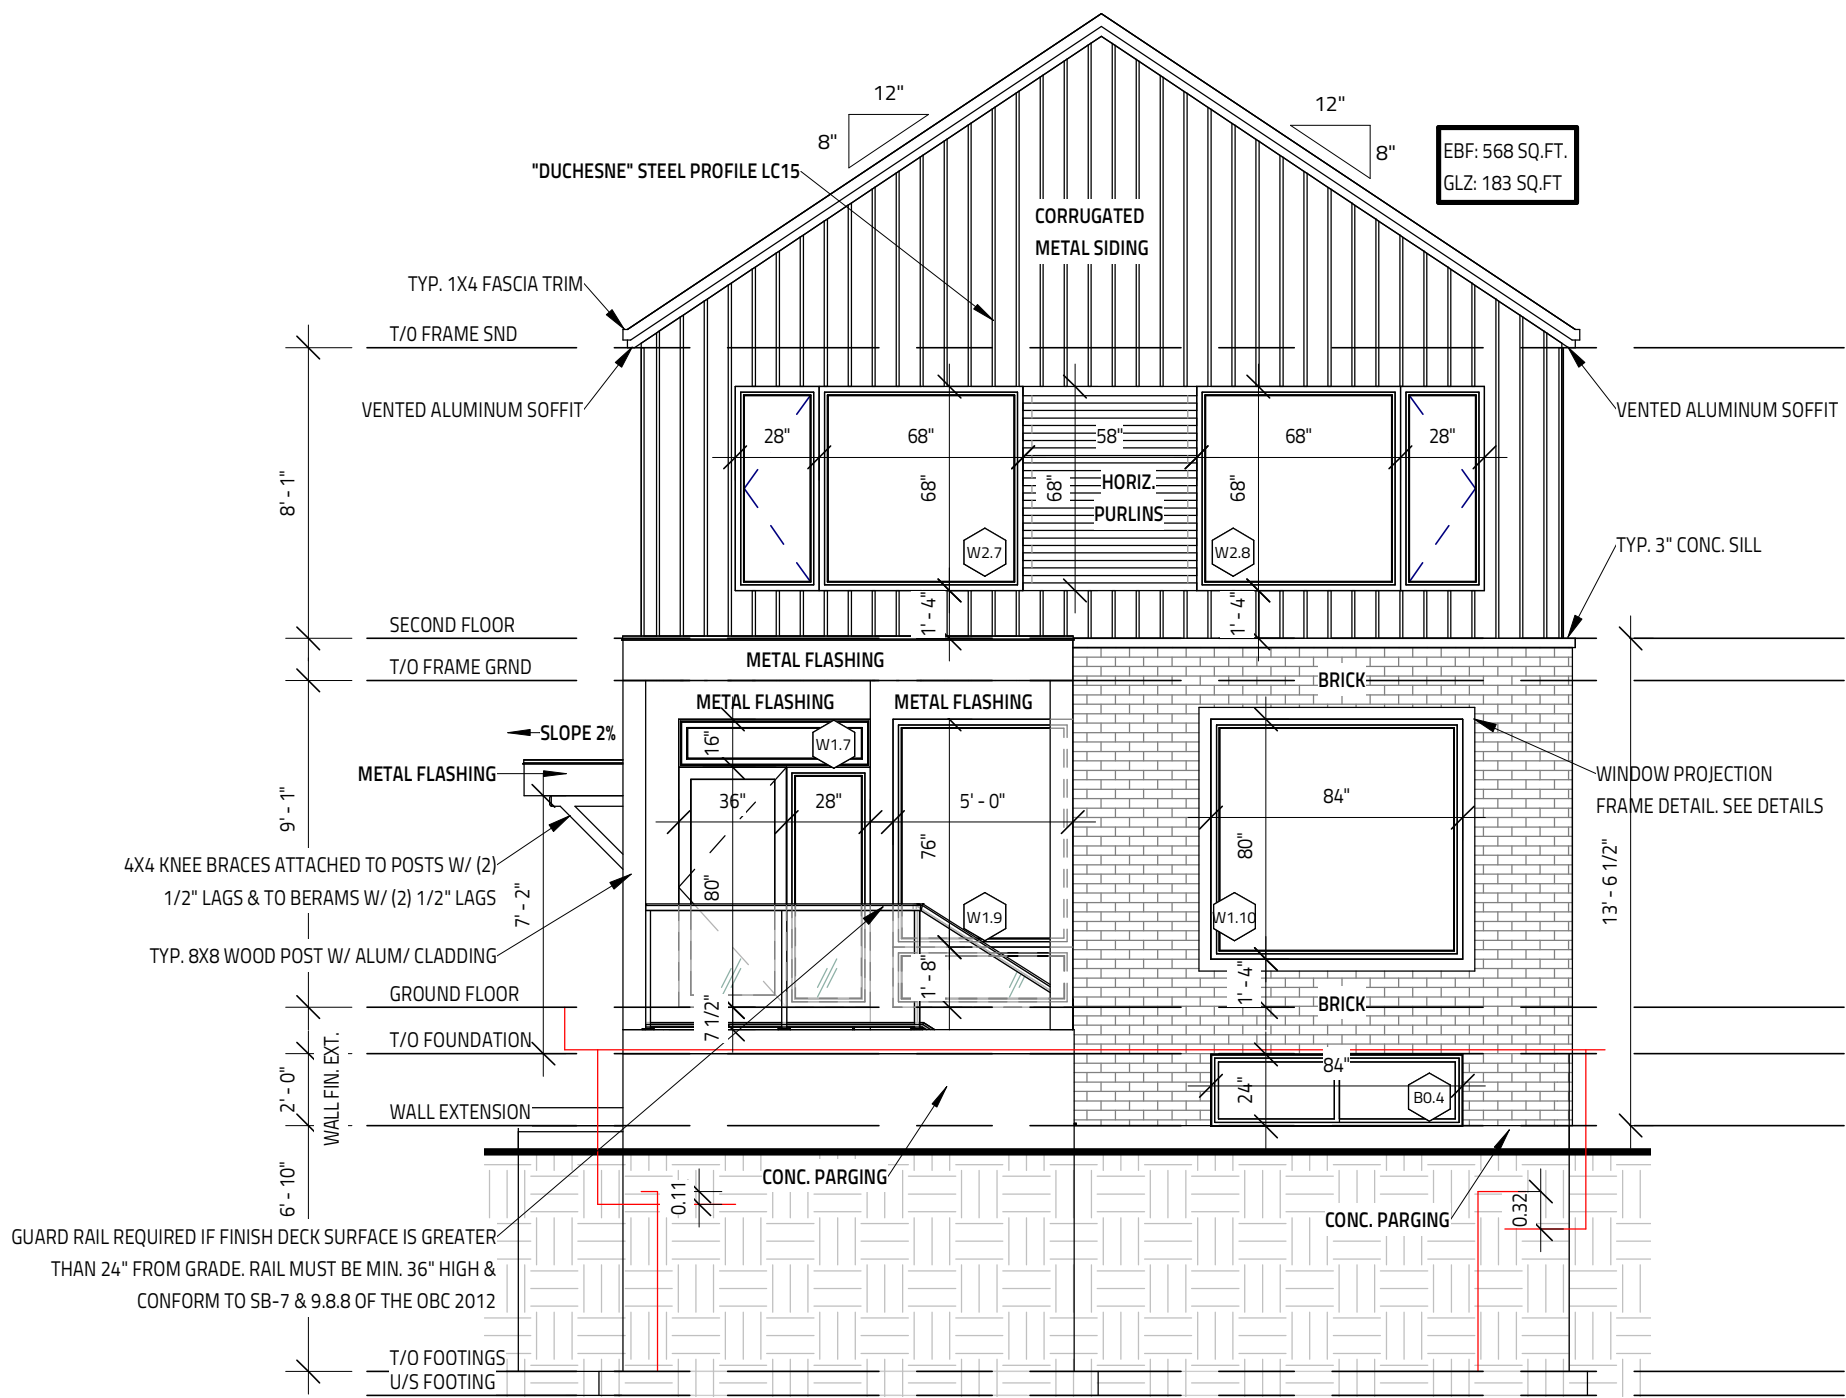 12"
8"
12"
8"
EBF: 568 SQ.FT.
GLZ: 183 SQ.FT
"DUCHESNE" STEEL PROFILE LC15
CORRUGATED
METAL SIDING
TYP. 1X4 FASCIA TRIM
T/O FRAME SND
VENTED ALUMINUM SOFFIT
VENTED ALUMINUM SOFFIT
28"
68"
58"
68"
28"
8' - 1"
68"
68"
68"
HORIZ.
PURLINS
W2.7
W2.8
TYP. 3" CONC. SILL
1' - 4"
1' - 4"
SECOND FLOOR
METAL FLASHING
T/O FRAME GRND
BRICK
METAL FLASHING
METAL FLASHING
SLOPE 2%
16"
W1.7
METAL FLASHING
WINDOW PROJECTION
FRAME DETAIL. SEE DETAILS
36"
28"
5' - 0"
84"
9' - 1"
76"
80"
4X4 KNEE BRACES ATTACHED TO POSTS W/ (2)
1/2" LAGS & TO BERAMS W/ (2) 1/2" LAGS
7' - 2"
80"
13' - 6 1/2"
W1.9
W1.10
TYP. 8X8 WOOD POST W/ ALUM/ CLADDING
1' - 8"
1' - 4"
GROUND FLOOR
BRICK
7 1/2"
T/O FOUNDATION
84"
2' - 0"
WALL FIN. EXT.
24"
B0.4
WALL EXTENSION
CONC. PARGING
6' - 10"
0.11
0.32
CONC. PARGING
GUARD RAIL REQUIRED IF FINISH DECK SURFACE IS GREATER
THAN 24" FROM GRADE. RAIL MUST BE MIN. 36" HIGH &
CONFORM TO SB-7 & 9.8.8 OF THE OBC 2012
T/O FOOTINGS
U/S FOOTING